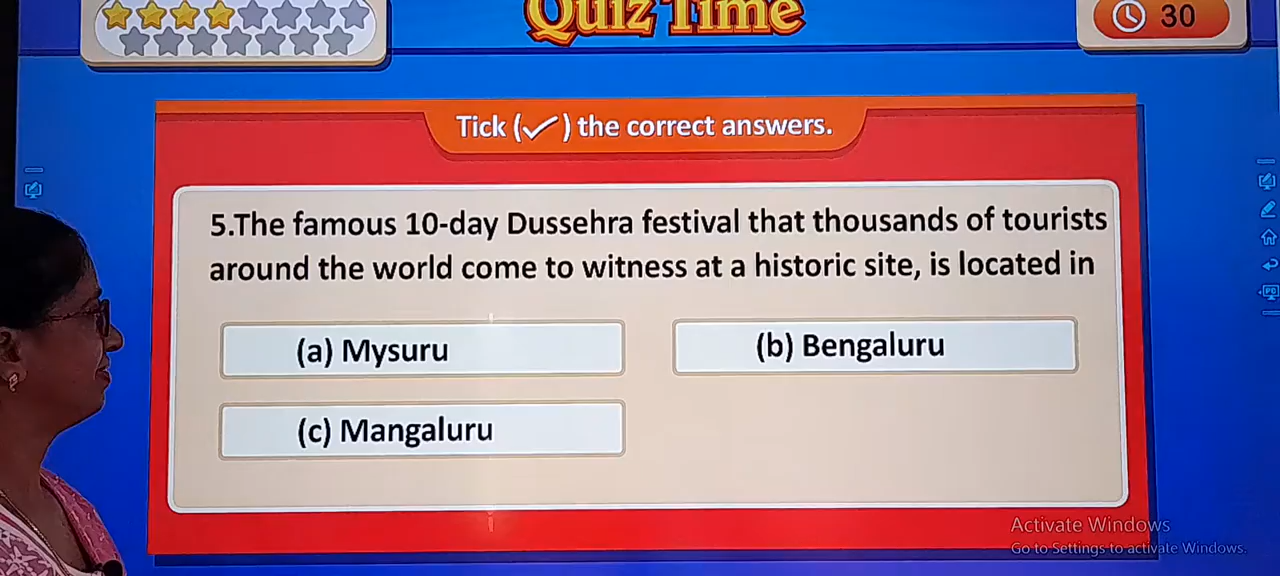 Quiz Time
30
Tick (✓) the correct answers.
5.The famous 10-day Dussehra festival that thousands of tourists
around the world come to witness at a historic site, is located in
(a) Mysuru
(b) Bengaluru
(c) Mangaluru
Activate Windows
Go to Settings to activate Windows.
PC